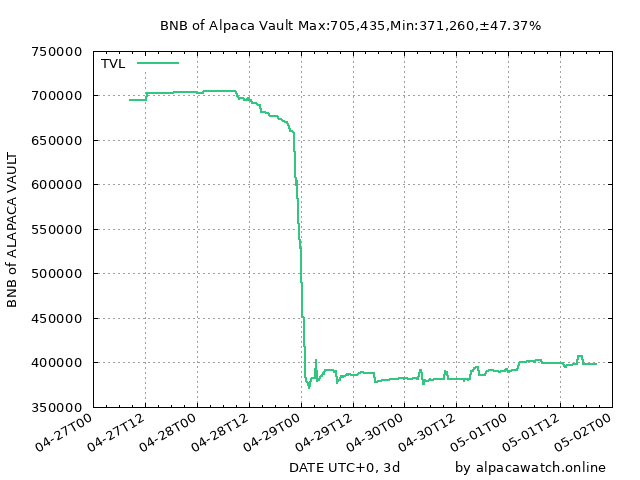 BNB of Alpaca Vault Max:705,435,Min:371,260,±47.37%
TVL
750000
700000
650000
600000
550000
500000
450000
400000
350000
BNB of ALAPACA VAULT
04-27T00
04-27T12
04-28T00
04-28T12
04-29T00
04-29T12
04-30T00
04-30T12
05-01T00
05-01T12
05-02T00
DATE UTC+0, 3d
by alpacawatch.online